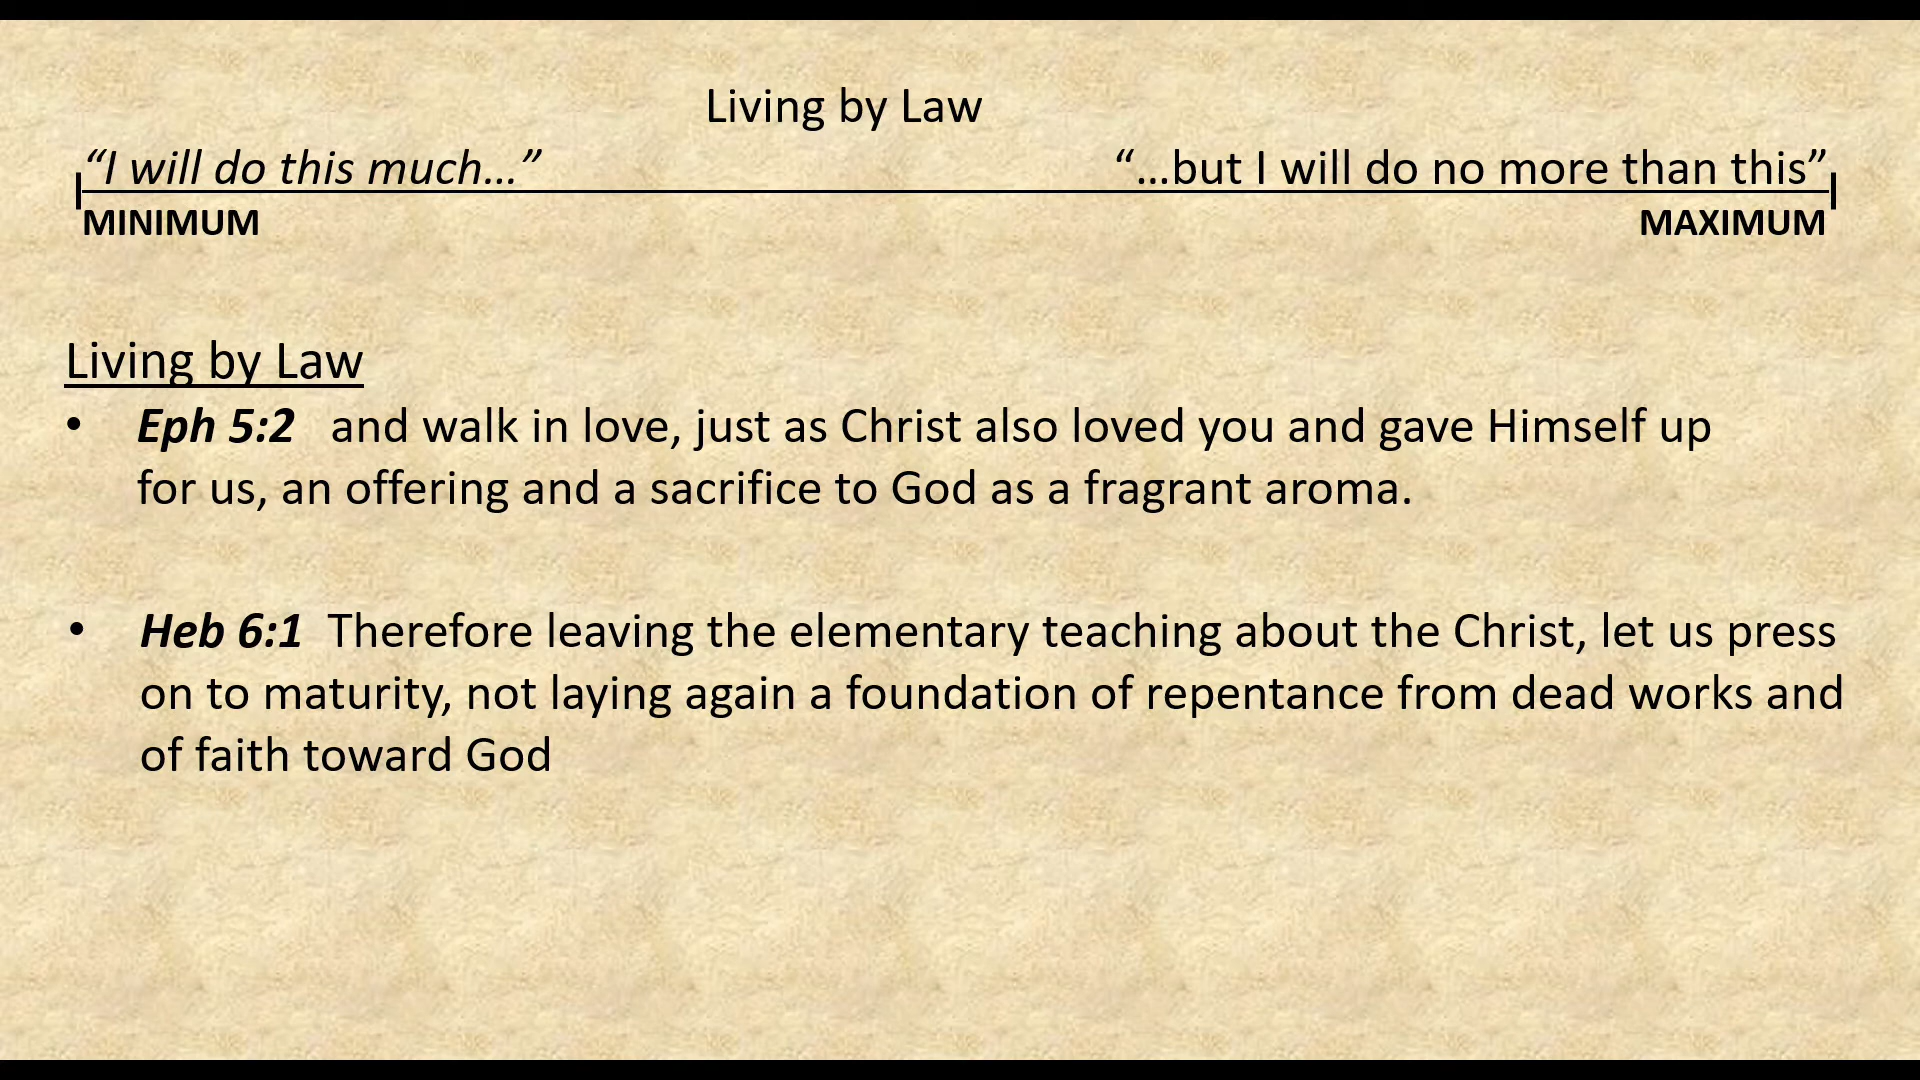 Living by Law
“I will do this much…” “…but I will do no more than this”
MINIMUM MAXIMUM
Living by Law
• Eph 5:2 and walk in love, just as Christ also loved you and gave Himself up
for us, an offering and a sacrifice to God as a fragrant aroma.
• Heb 6:1 Therefore leaving the elementary teaching about the Christ, let us press
on to maturity, not laying again a foundation of repentance from dead works and
of faith toward God